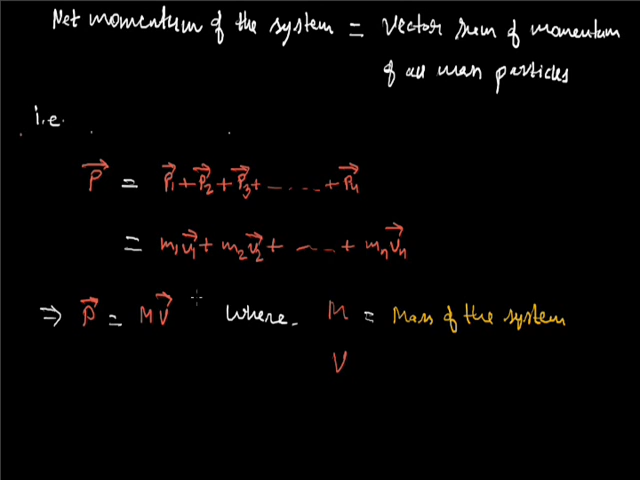 Net momentum of the system = vector sum of momentum
of all mass particles
i.e.
P⃗ = P⃗₁ + P⃗₂ + P⃗₃ + ..... + P⃗n
= m₁v⃗₁ + m₂v⃗₂ + ..... + mₙv⃗ₙ
⇒ P⃗ = MV⃗ where. M = Mass of the system
V